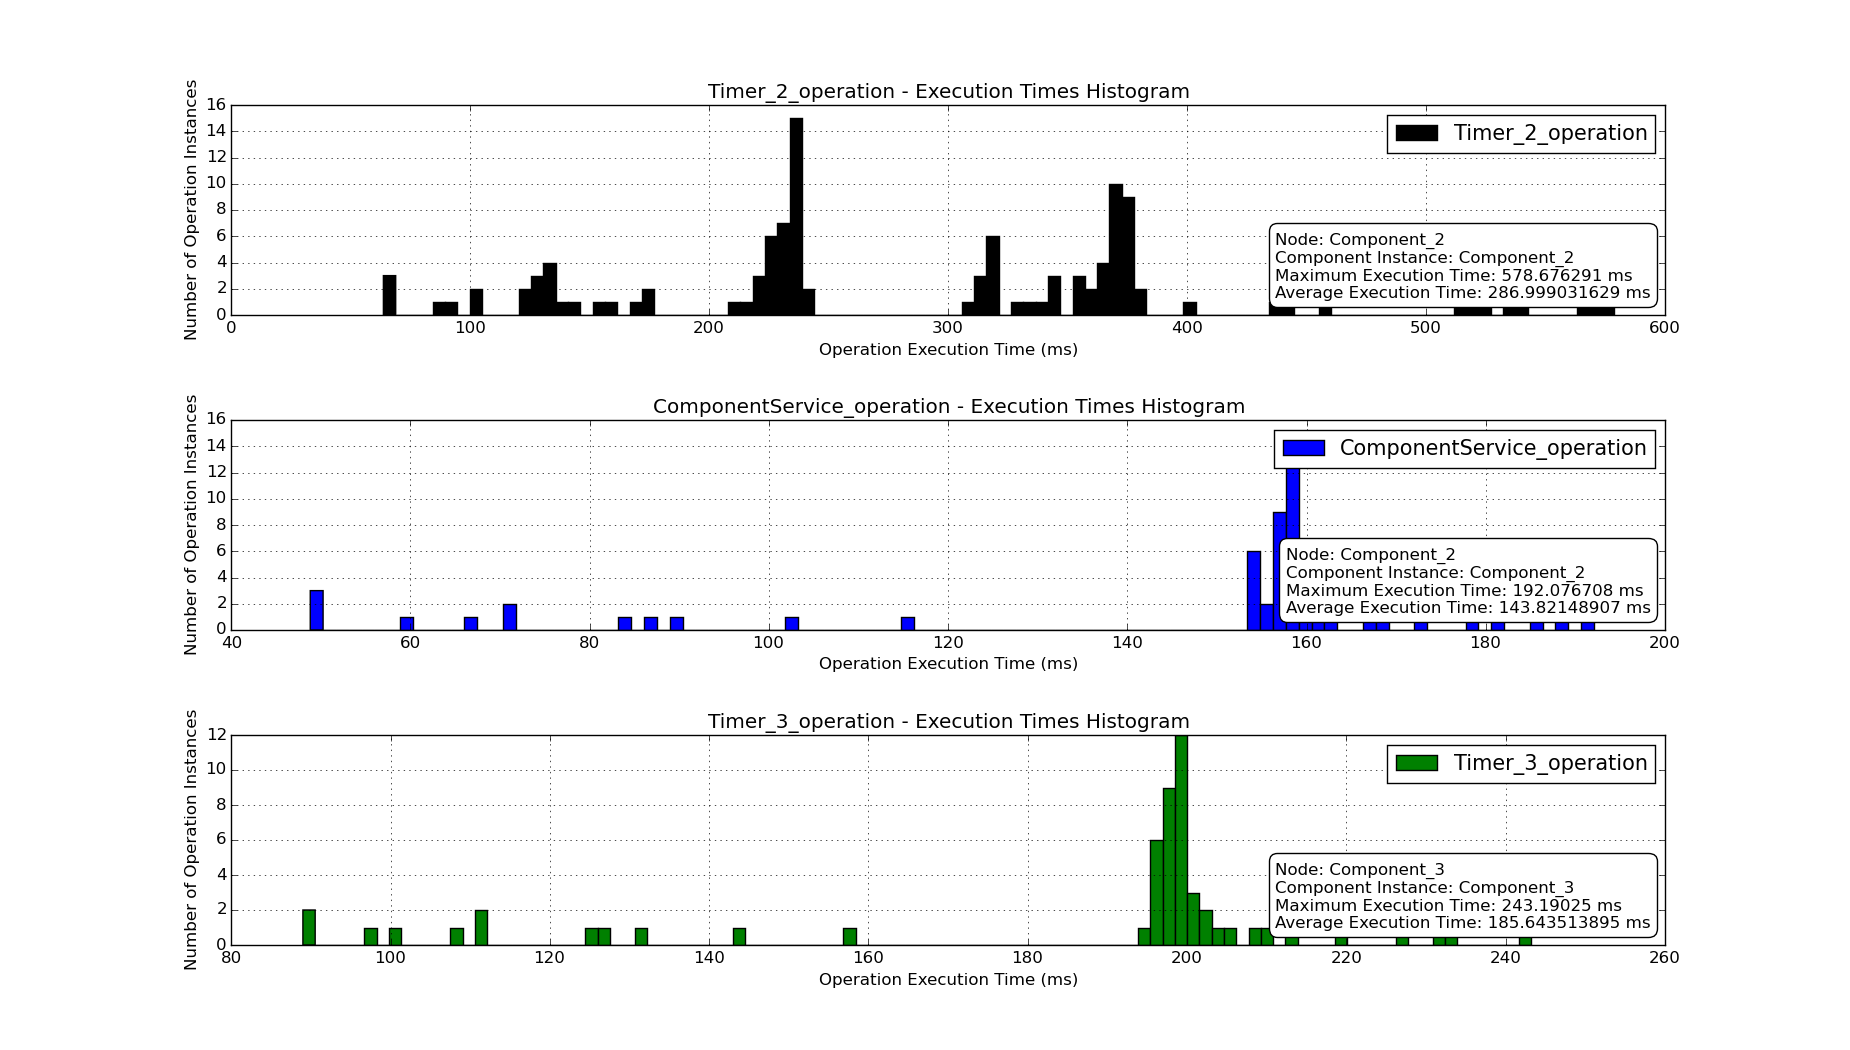 Timer_2_operation - Execution Times Histogram
Number of Operation Instances
16
14
12
10
8
6
4
2
0
Timer_2_operation
Node: Component_2
Component Instance: Component_2
Maximum Execution Time: 578.676291 ms
Average Execution Time: 286.999031629 ms
0 100 200 300 400 500 600
Operation Execution Time (ms)
ComponentService_operation - Execution Times Histogram
Number of Operation Instances
16
14
12
10
8
6
4
2
0
ComponentService_operation
Node: Component_2
Component Instance: Component_2
Maximum Execution Time: 192.076708 ms
Average Execution Time: 143.82148907 ms
40 60 80 100 120 140 160 180 200
Operation Execution Time (ms)
Timer_3_operation - Execution Times Histogram
Number of Operation Instances
12
10
8
6
4
2
0
Timer_3_operation
Node: Component_3
Component Instance: Component_3
Maximum Execution Time: 243.19025 ms
Average Execution Time: 185.643513895 ms
80 100 120 140 160 180 200 220 240 260
Operation Execution Time (ms)